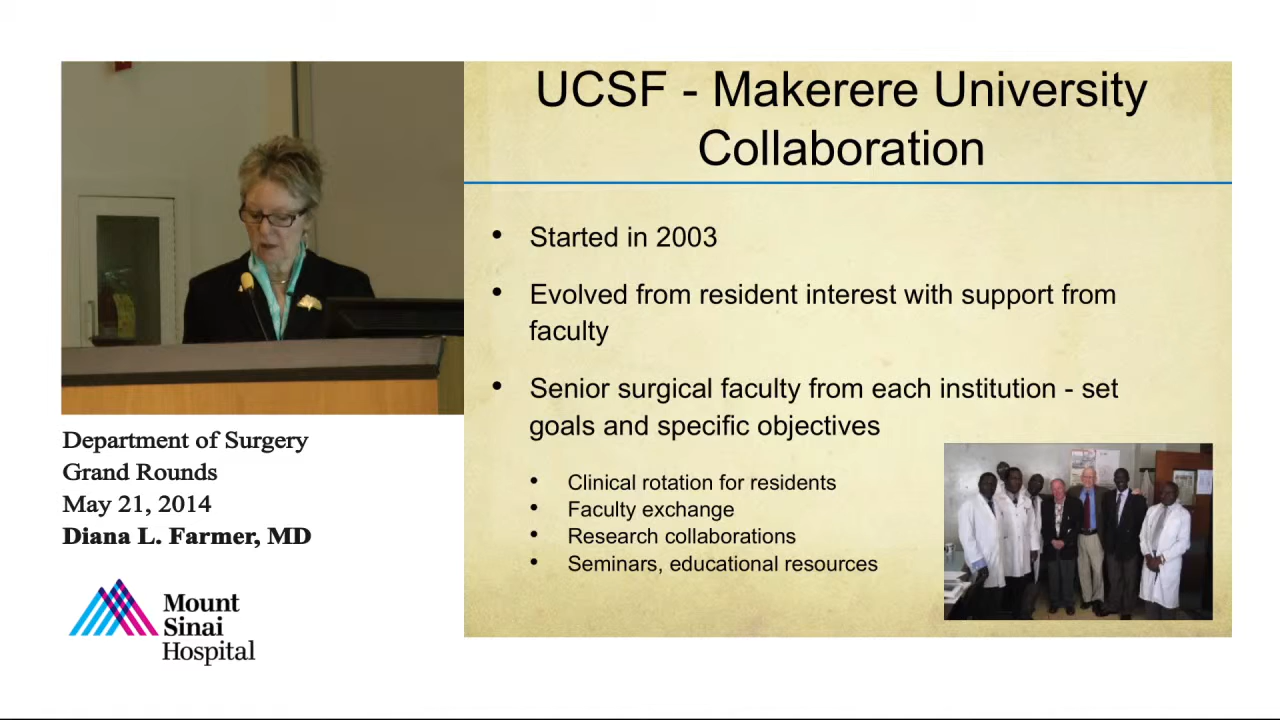 UCSF - Makerere University
Collaboration
• Started in 2003
• Evolved from resident interest with support from
faculty
• Senior surgical faculty from each institution - set
goals and specific objectives
• Clinical rotation for residents
• Faculty exchange
• Research collaborations
• Seminars, educational resources
Department of Surgery
Grand Rounds
May 21, 2014
Diana L. Farmer, MD
Mount
Sinai
Hospital